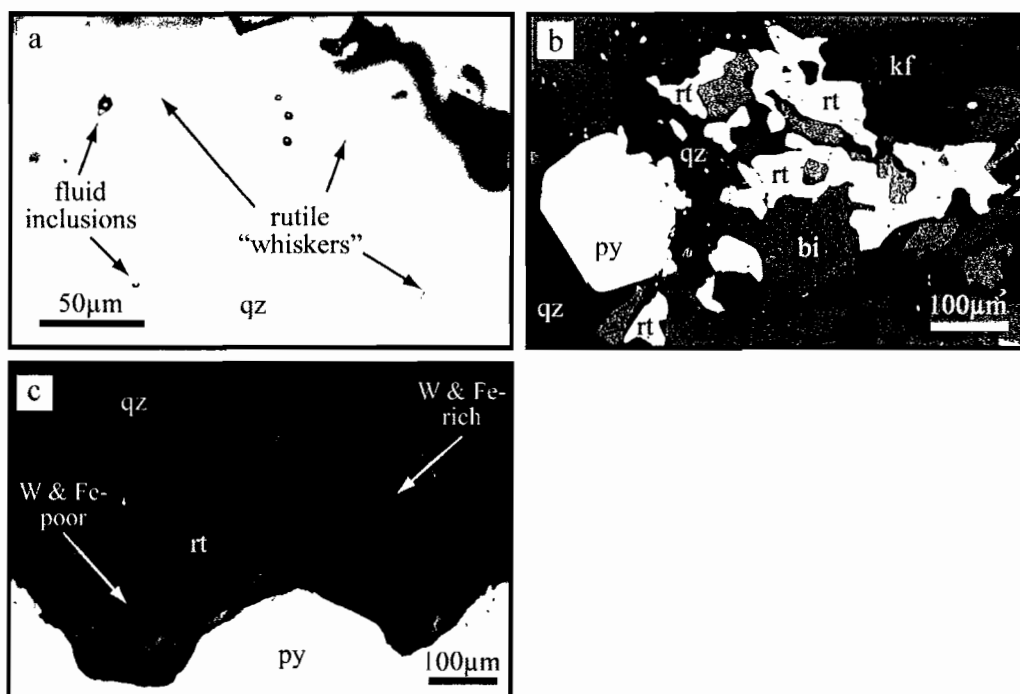 a
fluid
inclusions
rutile
“whiskers”
50µm
qz
b
kf
rt
rt
qz
rt
py
bi
qz
rt
100µm
c
qz
W & Fe-
rich
W & Fe-
poor
rt
py
100µm